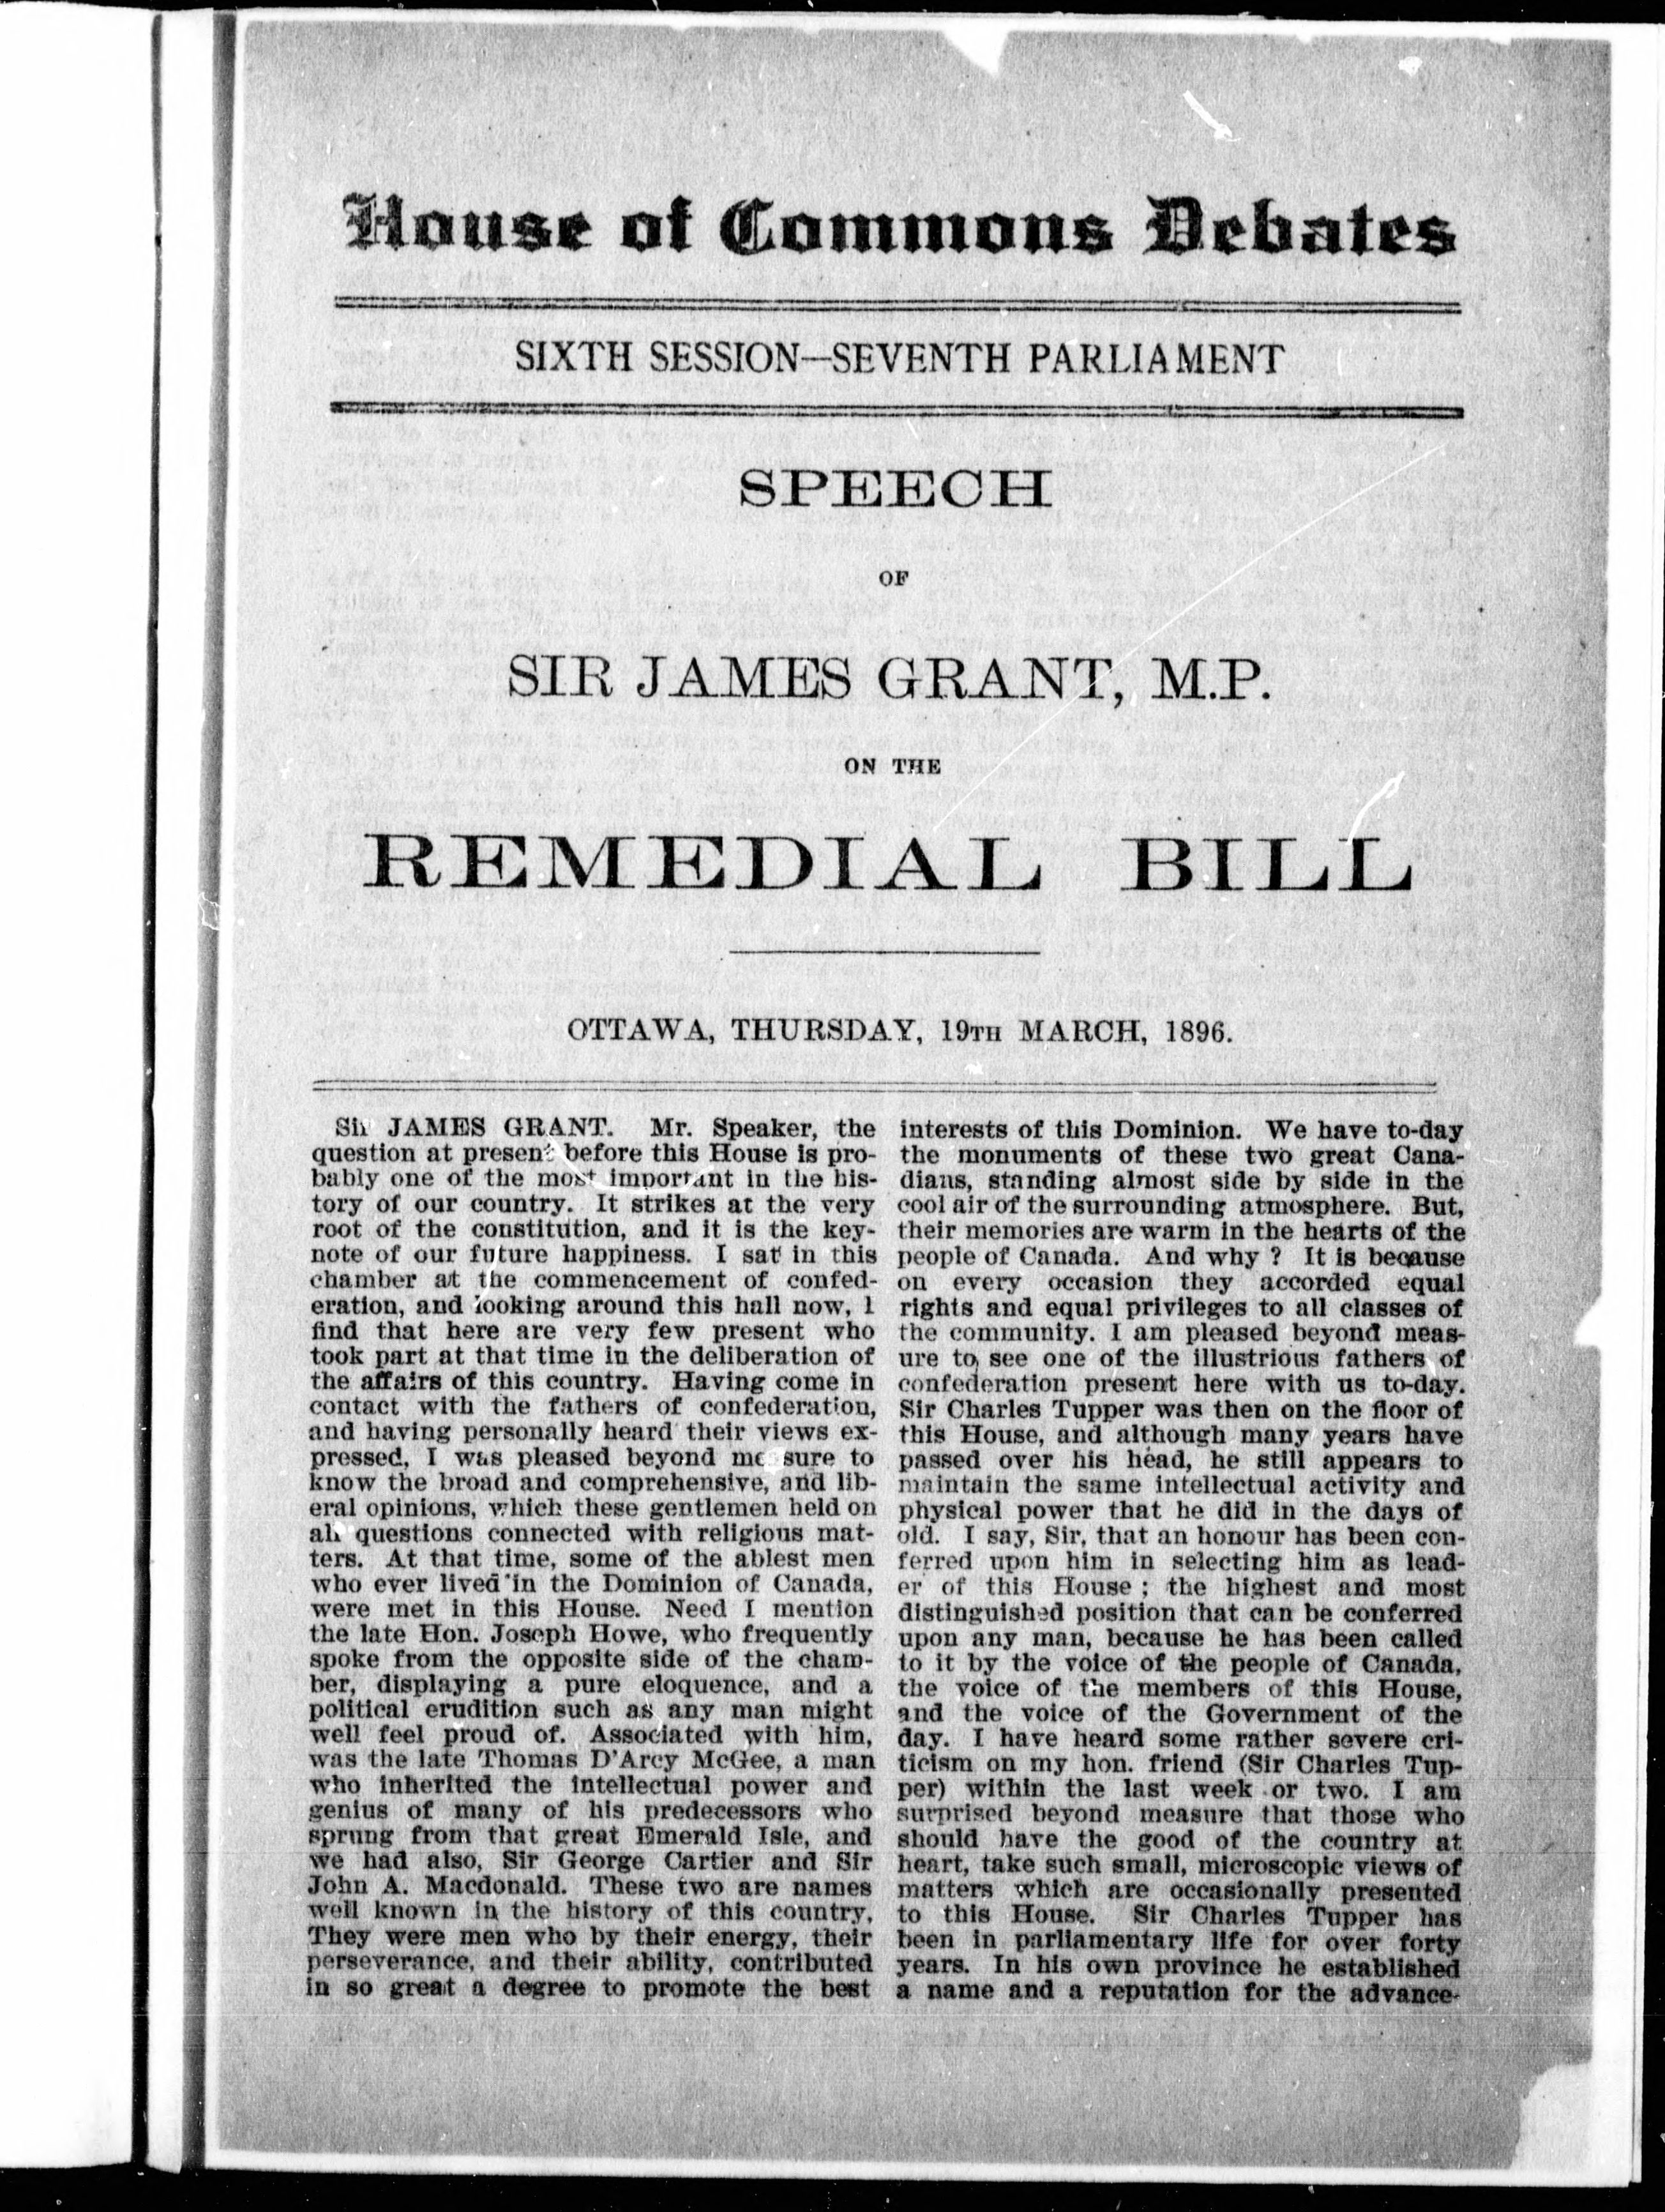 House of Commons Debates
SIXTH SESSION—SEVENTH PARLIAMENT
SPEECH
OF
SIR JAMES GRANT, M.P.
ON THE
REMEDIAL BILL
OTTAWA, THURSDAY, 19TH MARCH, 1896.
Sir JAMES GRANT. Mr. Speaker, the
question at present before this House is pro-
bably one of the most important in the his-
tory of our country. It strikes at the very
root of the constitution, and it is the key-
note of our future happiness. I sat in this
chamber at the commencement of confed-
eration, and looking around this hall now, I
find that here are very few present who
took part at that time in the deliberation of
the affairs of this country. Having come in
contact with the fathers of confederation,
and having personally heard their views ex-
pressed, I was pleased beyond measure to
know the broad and comprehensive, and lib-
eral opinions, which these gentlemen held on
all questions connected with religious mat-
ters. At that time, some of the ablest men
who ever lived in the Dominion of Canada,
were met in this House. Need I mention
the late Hon. Joseph Howe, who frequently
spoke from the opposite side of the cham-
ber, displaying a pure eloquence, and a
political erudition such as any man might
well feel proud of. Associated with him,
was the late Thomas D'Arcy McGee, a man
who inherited the intellectual power and
genius of many of his predecessors who
sprung from that great Emerald Isle, and
we had also, Sir George Cartier and Sir
John A. Macdonald. These two are names
well known in the history of this country.
They were men who by their energy, their
perseverance, and their ability, contributed
in so great a degree to promote the best
interests of this Dominion. We have to-day
the monuments of these two great Cana-
dians, standing almost side by side in the
cool air of the surrounding atmosphere. But,
their memories are warm in the hearts of the
people of Canada. And why ? It is because
on every occasion they accorded equal
rights and equal privileges to all classes of
the community. I am pleased beyond meas-
ure to see one of the illustrious fathers of
confederation present here with us to-day.
Sir Charles Tupper was then on the floor of
this House, and although many years have
passed over his head, he still appears to
maintain the same intellectual activity and
physical power that he did in the days of
old. I say, Sir, that an honour has been con-
ferred upon him in selecting him as lead-
er of this House ; the highest and most
distinguished position that can be conferred
upon any man, because he has been called
to it by the voice of the people of Canada,
the voice of the members of this House,
and the voice of the Government of the
day. I have heard some rather severe cri-
ticism on my hon. friend (Sir Charles Tup-
per) within the last week or two. I am
surprised beyond measure that those who
should have the good of the country at
heart, take such small, microscopic views of
matters which are occasionally presented
to this House. Sir Charles Tupper has
been in parliamentary life for over forty
years. In his own province he established
a name and a reputation for the advance-